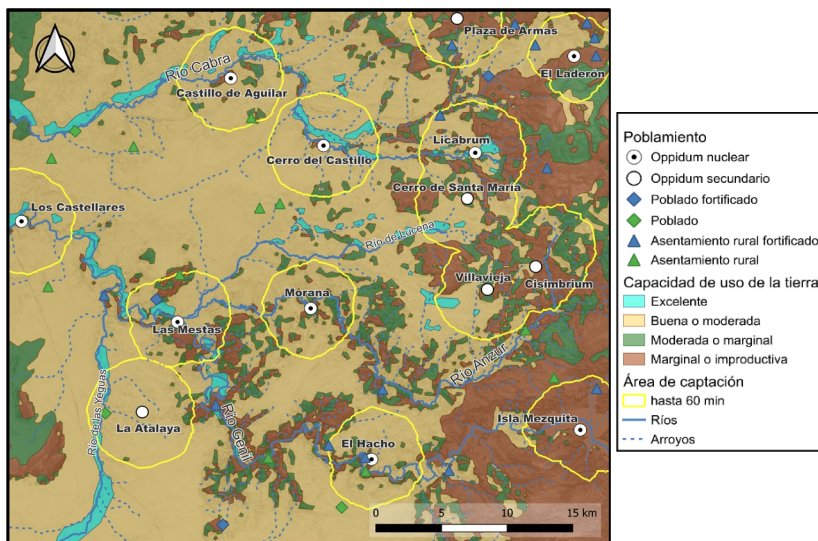 Plaza de Armas
El Laderón
Río Cabra
Castillo de Aguilar
Cerro del Castillo
Licabrum
Cerro de Santa María
Los Castellares
Río de Lucena
Villavieja
Cisimbrium
Morana
Las Mestas
Río Anzur
Río de las Yeguas
La Atalaya
Río Genil
Isla Mezquita
El Hacho
0 5 10 15 km
Poblamiento
Oppidum nuclear
Oppidum secundario
Poblado fortificado
Poblado
Asentamiento rural fortificado
Asentamiento rural
Capacidad de uso de la tierra
Excelente
Buena o moderada
Moderada o marginal
Marginal o improductiva
Área de captación
hasta 60 min
Ríos
Arroyos